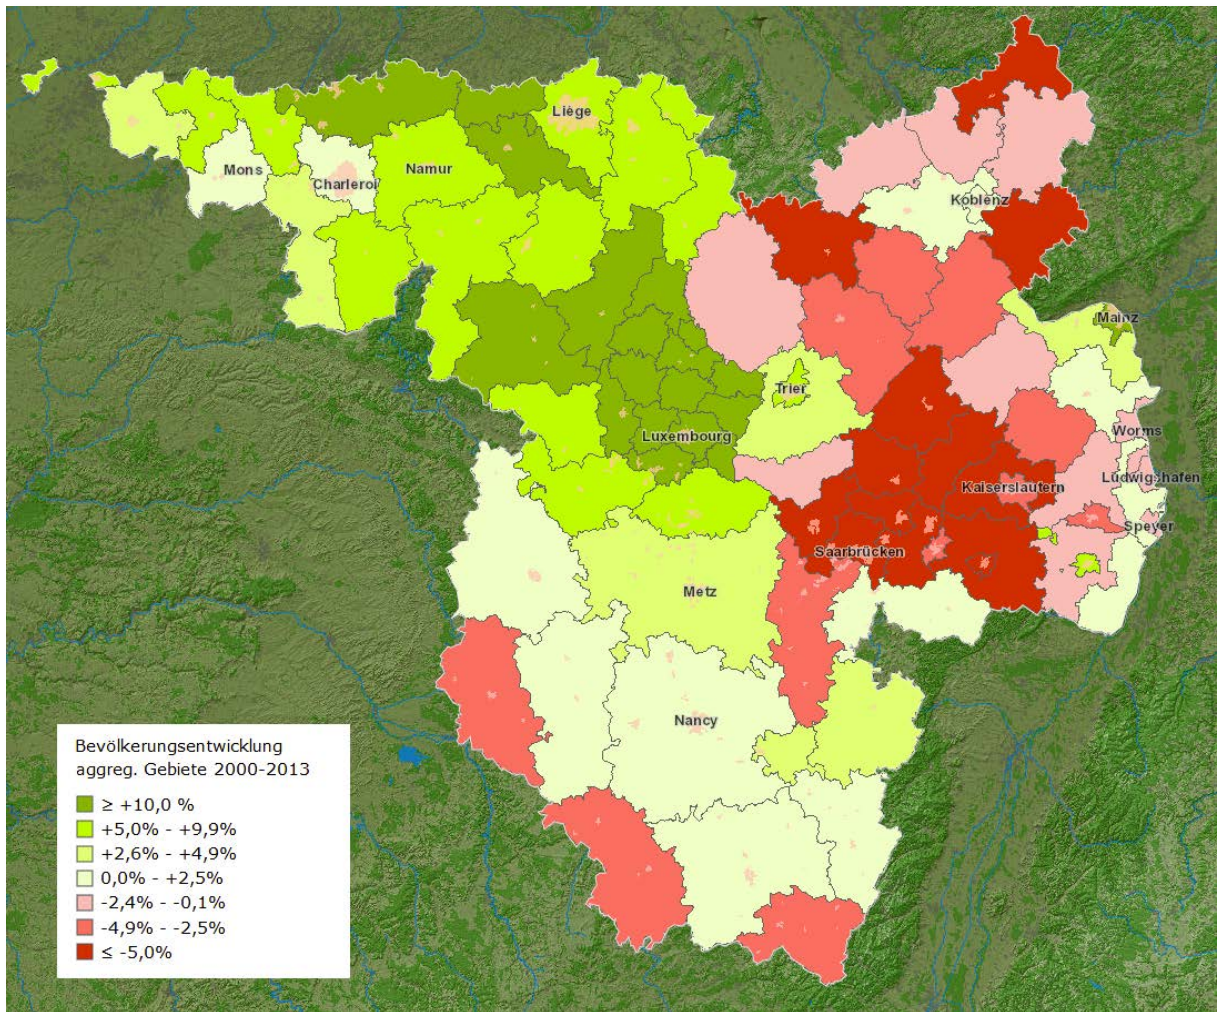 Liège
Mons
Charleroi
Namur
Koblenz
Mainz
Trier
Luxembourg
Worms
Kaiserslautern
Ludwigshafen
Speyer
Saarbrücken
Metz
Nancy
Bevölkerungsentwicklung
aggreg. Gebiete 2000-2013
≥ +10,0 %
+5,0% - +9,9%
+2,6% - +4,9%
0,0% - +2,5%
-2,4% - -0,1%
-4,9% - -2,5%
≤ -5,0%